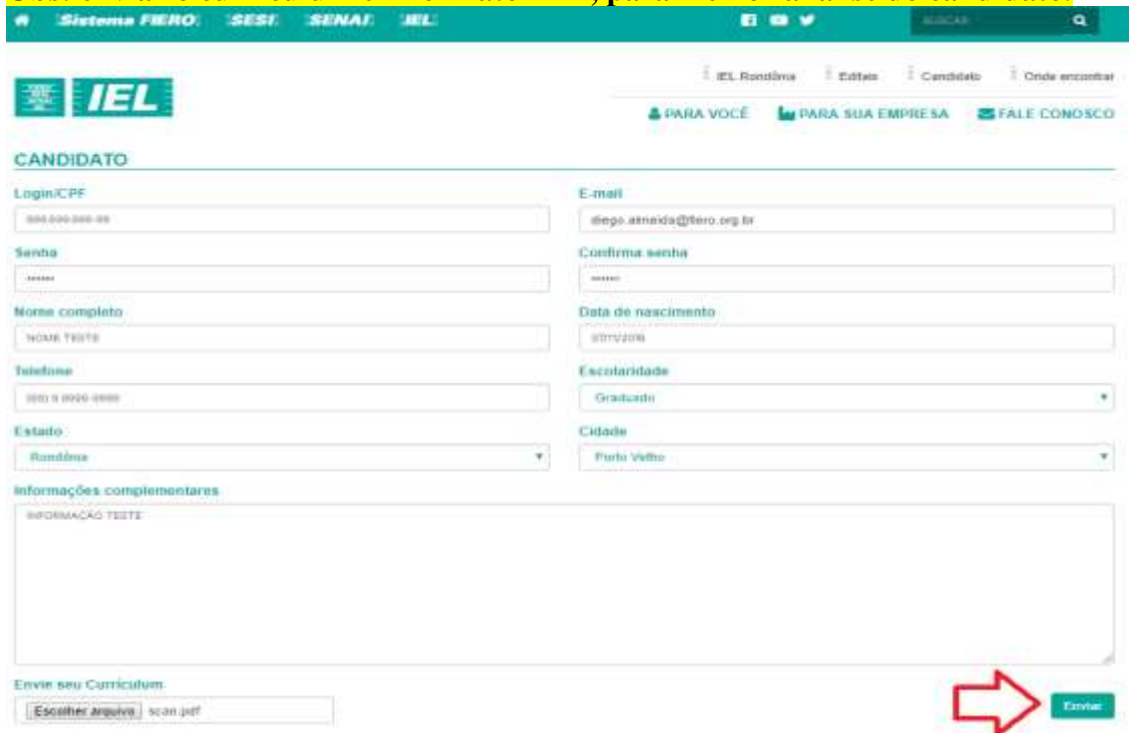 Sistema FIERO SESI SENAI IEL BUSCAR
IEL
IEL Rondônia Editais Candidato Onde encontrar
PARA VOCÊ PARA SUA EMPRESA FALE CONOSCO
CANDIDATO
Login/CPF E-mail
diego.almeida@fiero.org.br
Senha Confirma senha
Nome completo Data de nascimento
NOME TESTE
Telefone Escolaridade
Graduado
Estado Cidade
Rondônia Porto Velho
Informações complementares
INFORMAÇÃO TESTE
Envie seu Curriculum
Escolher arquivo scan.pdf
Enviar